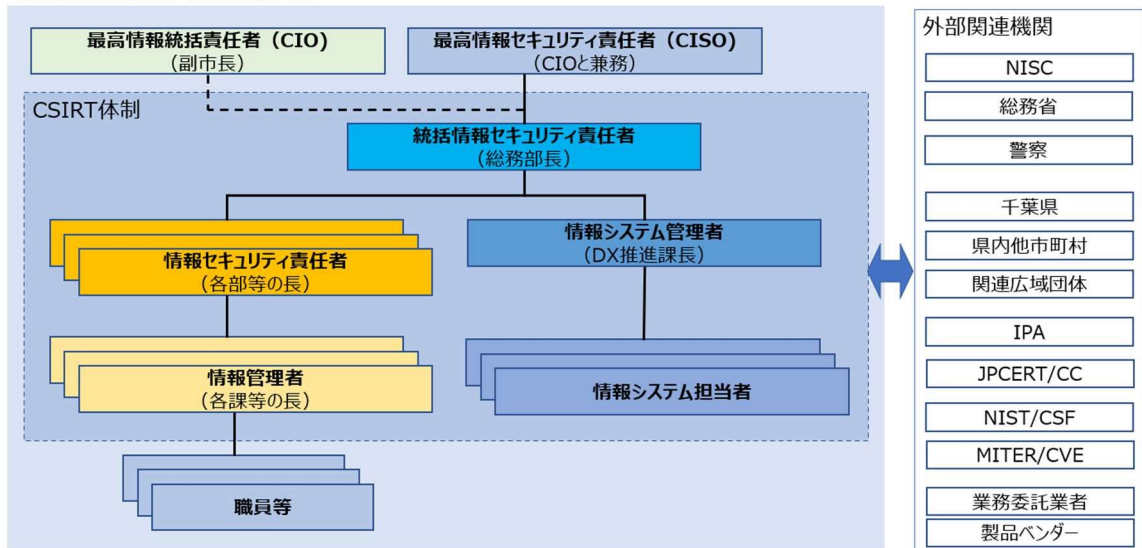 最高情報統括責任者（CIO）
（副市長）
最高情報セキュリティ責任者（CISO）
（CIOと兼務）
CSIRT体制
統括情報セキュリティ責任者
（総務部長）
情報セキュリティ責任者
（各部等の長）
情報システム管理者
（DX推進課長）
情報管理者
（各課等の長）
情報システム担当者
職員等
外部関連機関
NISC
総務省
警察
千葉県
県内他市町村
関連広域団体
IPA
JPCERT/CC
NIST/CSF
MITER/CVE
業務委託業者
製品ベンダー